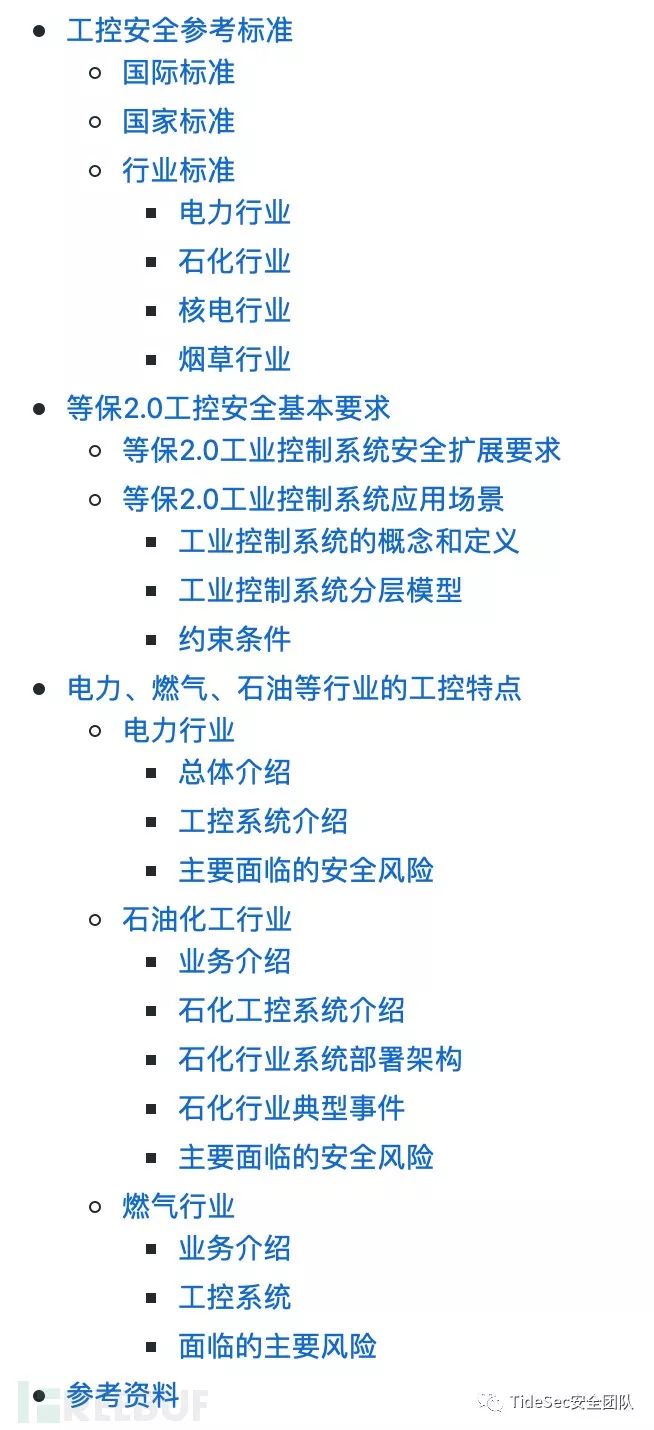 工控安全参考标准
国际标准
国家标准
行业标准
电力行业
石化行业
核电行业
烟草行业
等保2.0工控安全基本要求
等保2.0工业控制系统安全扩展要求
等保2.0工业控制系统应用场景
工业控制系统的概念和定义
工业控制系统分层模型
约束条件
电力、燃气、石油等行业的工控特点
电力行业
总体介绍
工控系统介绍
主要面临的安全风险
石油化工行业
业务介绍
石化工控系统介绍
石化行业系统部署架构
石化行业典型事件
主要面临的安全风险
燃气行业
业务介绍
工控系统
面临的主要风险
参考资料
FREEBUF
TideSec安全团队